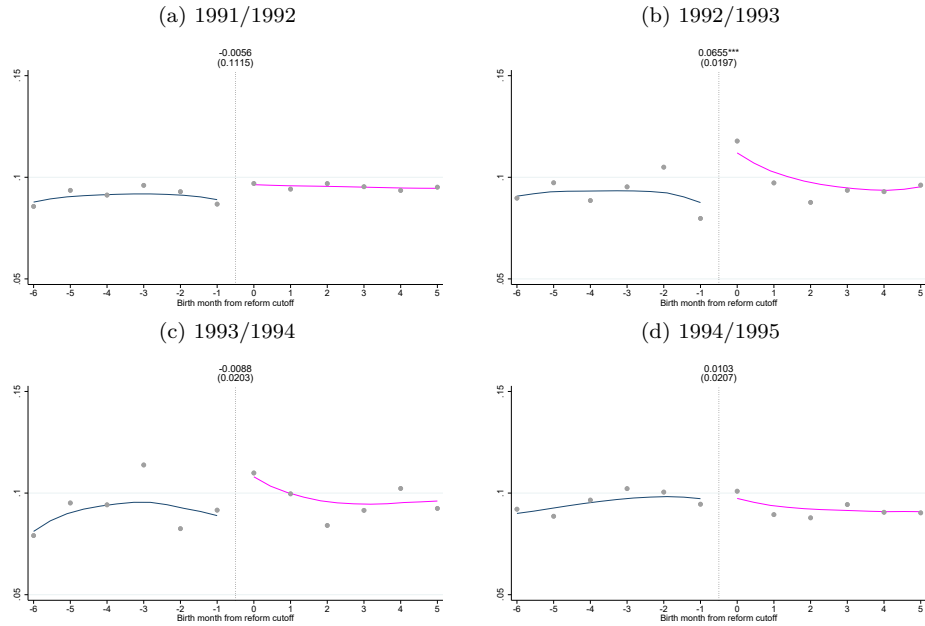 (a) 1991/1992
-0.0056
(0.1115)
.15
.1
.05
-6 -5 -4 -3 -2 -1 0 1 2 3 4 5
Birth month from reform cutoff
(b) 1992/1993
0.0655***
(0.0197)
.15
.1
.05
-6 -5 -4 -3 -2 -1 0 1 2 3 4 5
Birth month from reform cutoff
(c) 1993/1994
-0.0088
(0.0203)
.15
.1
.05
-6 -5 -4 -3 -2 -1 0 1 2 3 4 5
Birth month from reform cutoff
(d) 1994/1995
0.0103
(0.0207)
.15
.1
.05
-6 -5 -4 -3 -2 -1 0 1 2 3 4 5
Birth month from reform cutoff